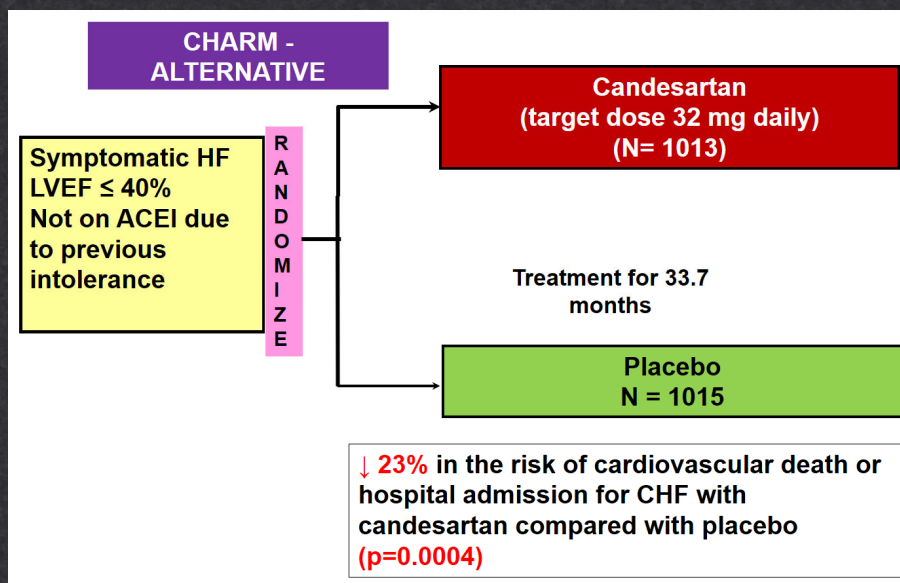 CHARM -
ALTERNATIVE
Candesartan
(target dose 32 mg daily)
(N= 1013)
Symptomatic HF
LVEF ≤ 40%
Not on ACEI due
to previous
intolerance
R
A
N
D
O
M
I
Z
E
Treatment for 33.7
months
Placebo
N = 1015
↓ 23% in the risk of cardiovascular death or
hospital admission for CHF with
candesartan compared with placebo
(p=0.0004)